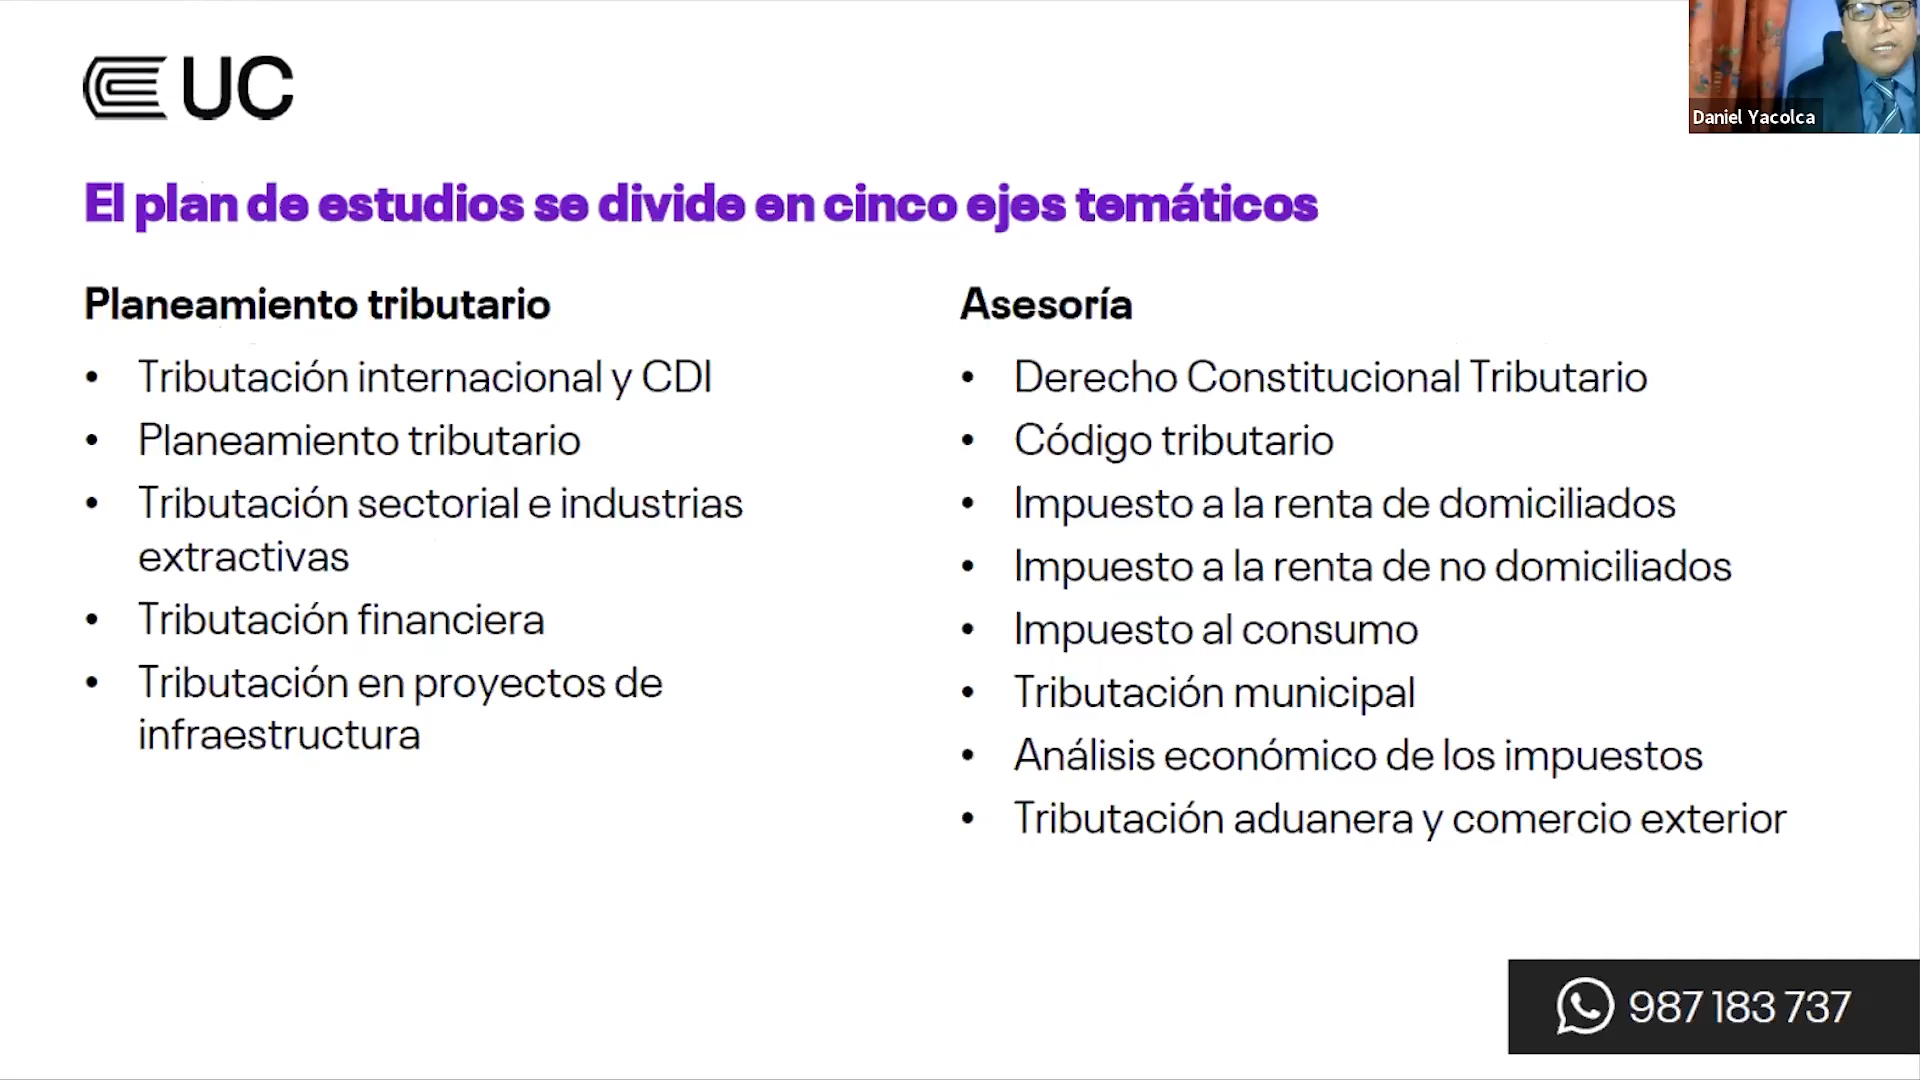 UC
Daniel Yacolca
El plan de estudios se divide en cinco ejes temáticos
Planeamiento tributario
• Tributación internacional y CDI
• Planeamiento tributario
• Tributación sectorial e industrias
extractivas
• Tributación financiera
• Tributación en proyectos de
infraestructura
Asesoría
• Derecho Constitucional Tributario
• Código tributario
• Impuesto a la renta de domiciliados
• Impuesto a la renta de no domiciliados
• Impuesto al consumo
• Tributación municipal
• Análisis económico de los impuestos
• Tributación aduanera y comercio exterior
987 183 737